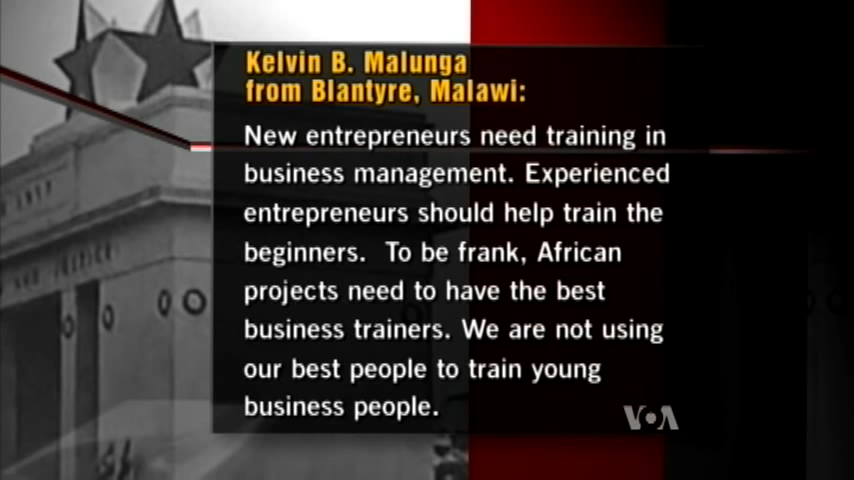 Kelvin B. Malunga
from Blantyre, Malawi:
New entrepreneurs need training in
business management. Experienced
entrepreneurs should help train the
beginners.  To be frank, African
projects need to have the best
business trainers. We are not using
our best people to train young
business people.
VOA
AND JUSTICE